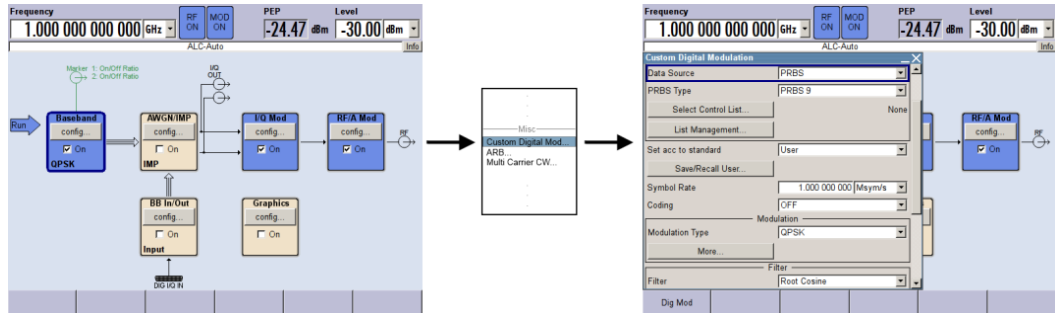 Frequency PEP Level
1.000 000 000 000 GHz RF ON MOD ON -24.47 dBm -30.00 dBm
ALC-Auto Info
Marker 1: On/Off Ratio
2: On/Off Ratio
I/Q OUT
Run
Baseband AWGN/IMP I/Q Mod RF/A Mod
config... config... config... config...
On On On On
RF
QPSK IMP
BB In/Out Graphics
config... config...
On On
Input
DIG I/Q IN
Misc
Custom Digital Mod...
ARB...
Multi Carrier CW...
Frequency PEP Level
1.000 000 000 000 GHz RF ON MOD ON -24.47 dBm -30.00 dBm
ALC-Auto Info
Custom Digital Modulation
Data Source PRBS
PRBS Type PRBS 9
Select Control List... None
List Management...
Set acc to standard User
Save/Recall User...
Symbol Rate 1.000 000 000 Msym/s
Coding OFF
Modulation
Modulation Type QPSK
More...
Filter
Filter Root Cosine
RF/A Mod
config...
On
RF
Dig Mod